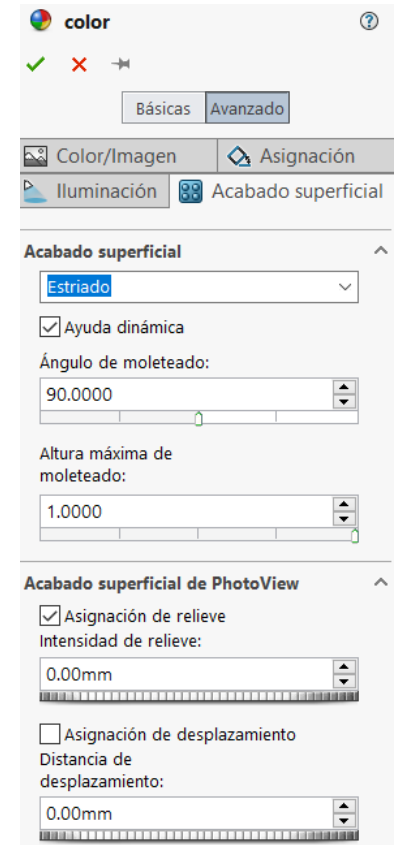 color
Básicas Avanzado
Color/Imagen Asignación
Iluminación Acabado superficial
Acabado superficial
Estriado
Ayuda dinámica
Ángulo de moleteado:
90.0000
Altura máxima de
moleteado:
1.0000
Acabado superficial de PhotoView
Asignación de relieve
Intensidad de relieve:
0.00mm
Asignación de desplazamiento
Distancia de
desplazamiento:
0.00mm